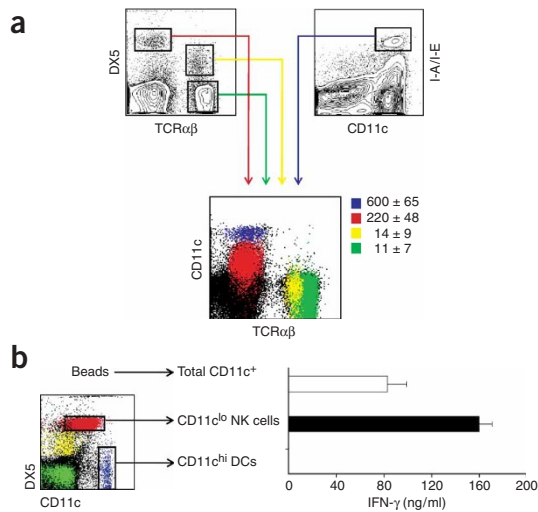 a
DX5
TCRαβ
I-A/I-E
CD11c
600 ± 65
220 ± 48
14 ± 9
11 ± 7
CD11c
TCRαβ
b
Beads
Total CD11c⁺
CD11cˡᵒ NK cells
CD11cʰⁱ DCs
DX5
CD11c
0 40 80 120 160 200
IFN-γ (ng/ml)